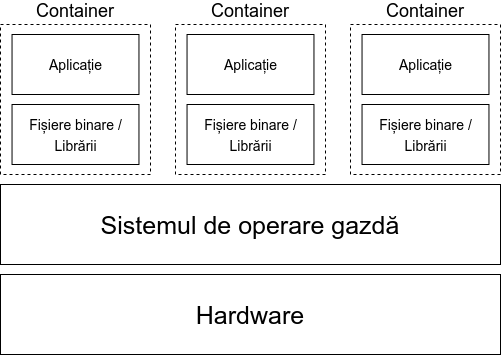 Container
Container
Container
Aplicație
Aplicație
Aplicație
Fișiere binare /
Librării
Fișiere binare /
Librării
Fișiere binare /
Librării
Sistemul de operare gazdă
Hardware